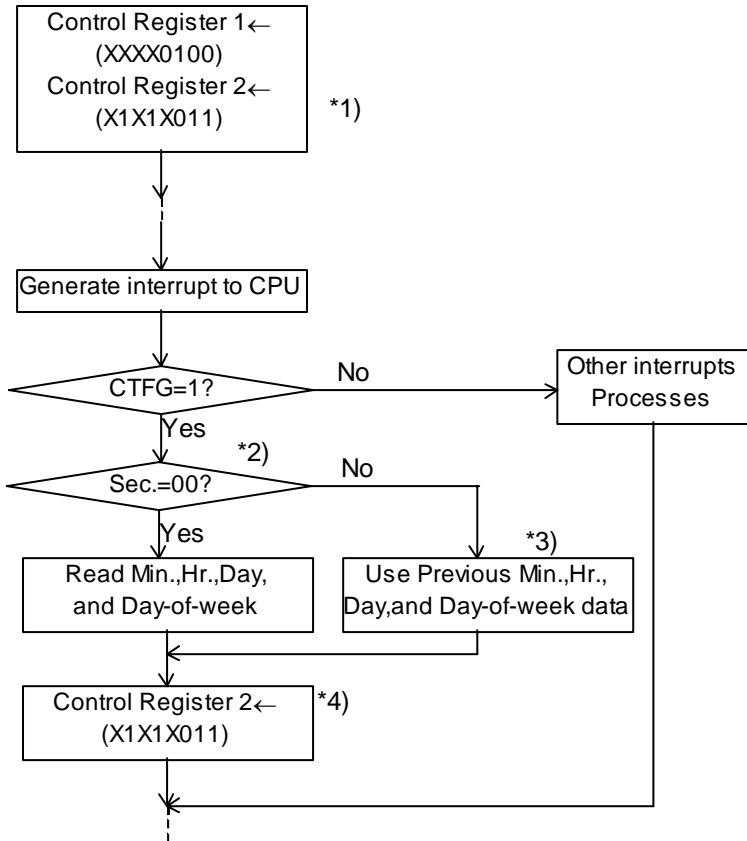 Control Register 1←
(XXXX0100)
Control Register 2←
(X1X1X011)
*1)
Generate interrupt to CPU
CTFG=1?
No
Other interrupts
Processes
Yes
*2)
Sec.=00?
No
Yes
*3)
Read Min.,Hr.,Day,
and Day-of-week
Use Previous Min.,Hr.,
Day,and Day-of-week data
Control Register 2←
(X1X1X011)
*4)